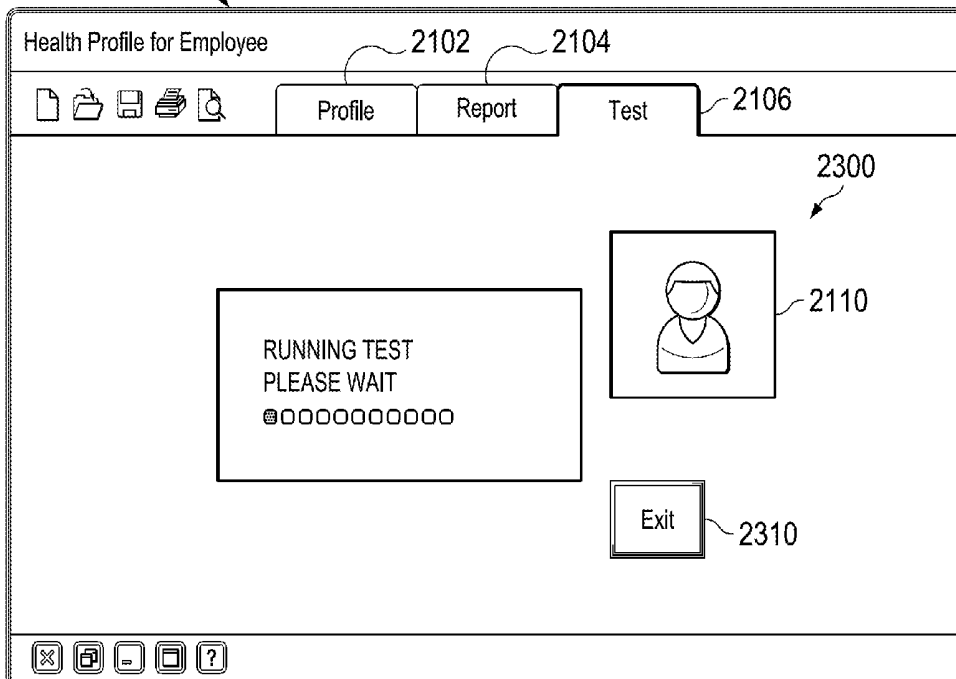 Health Profile for Employee 2102 2104
Profile Report Test 2106
2300
2110
RUNNING TEST
PLEASE WAIT
Exit 2310
?